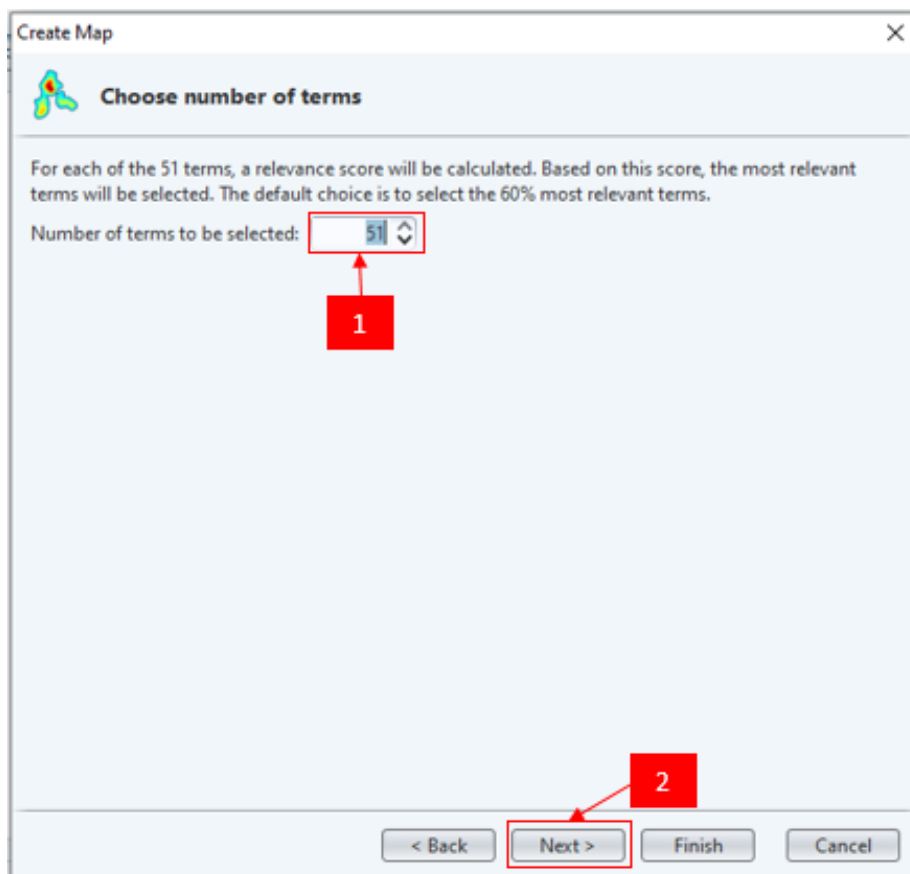 Create Map
Choose number of terms
For each of the 51 terms, a relevance score will be calculated. Based on this score, the most relevant
terms will be selected. The default choice is to select the 60% most relevant terms.
Number of terms to be selected: 51
1
2
< Back Next > Finish Cancel